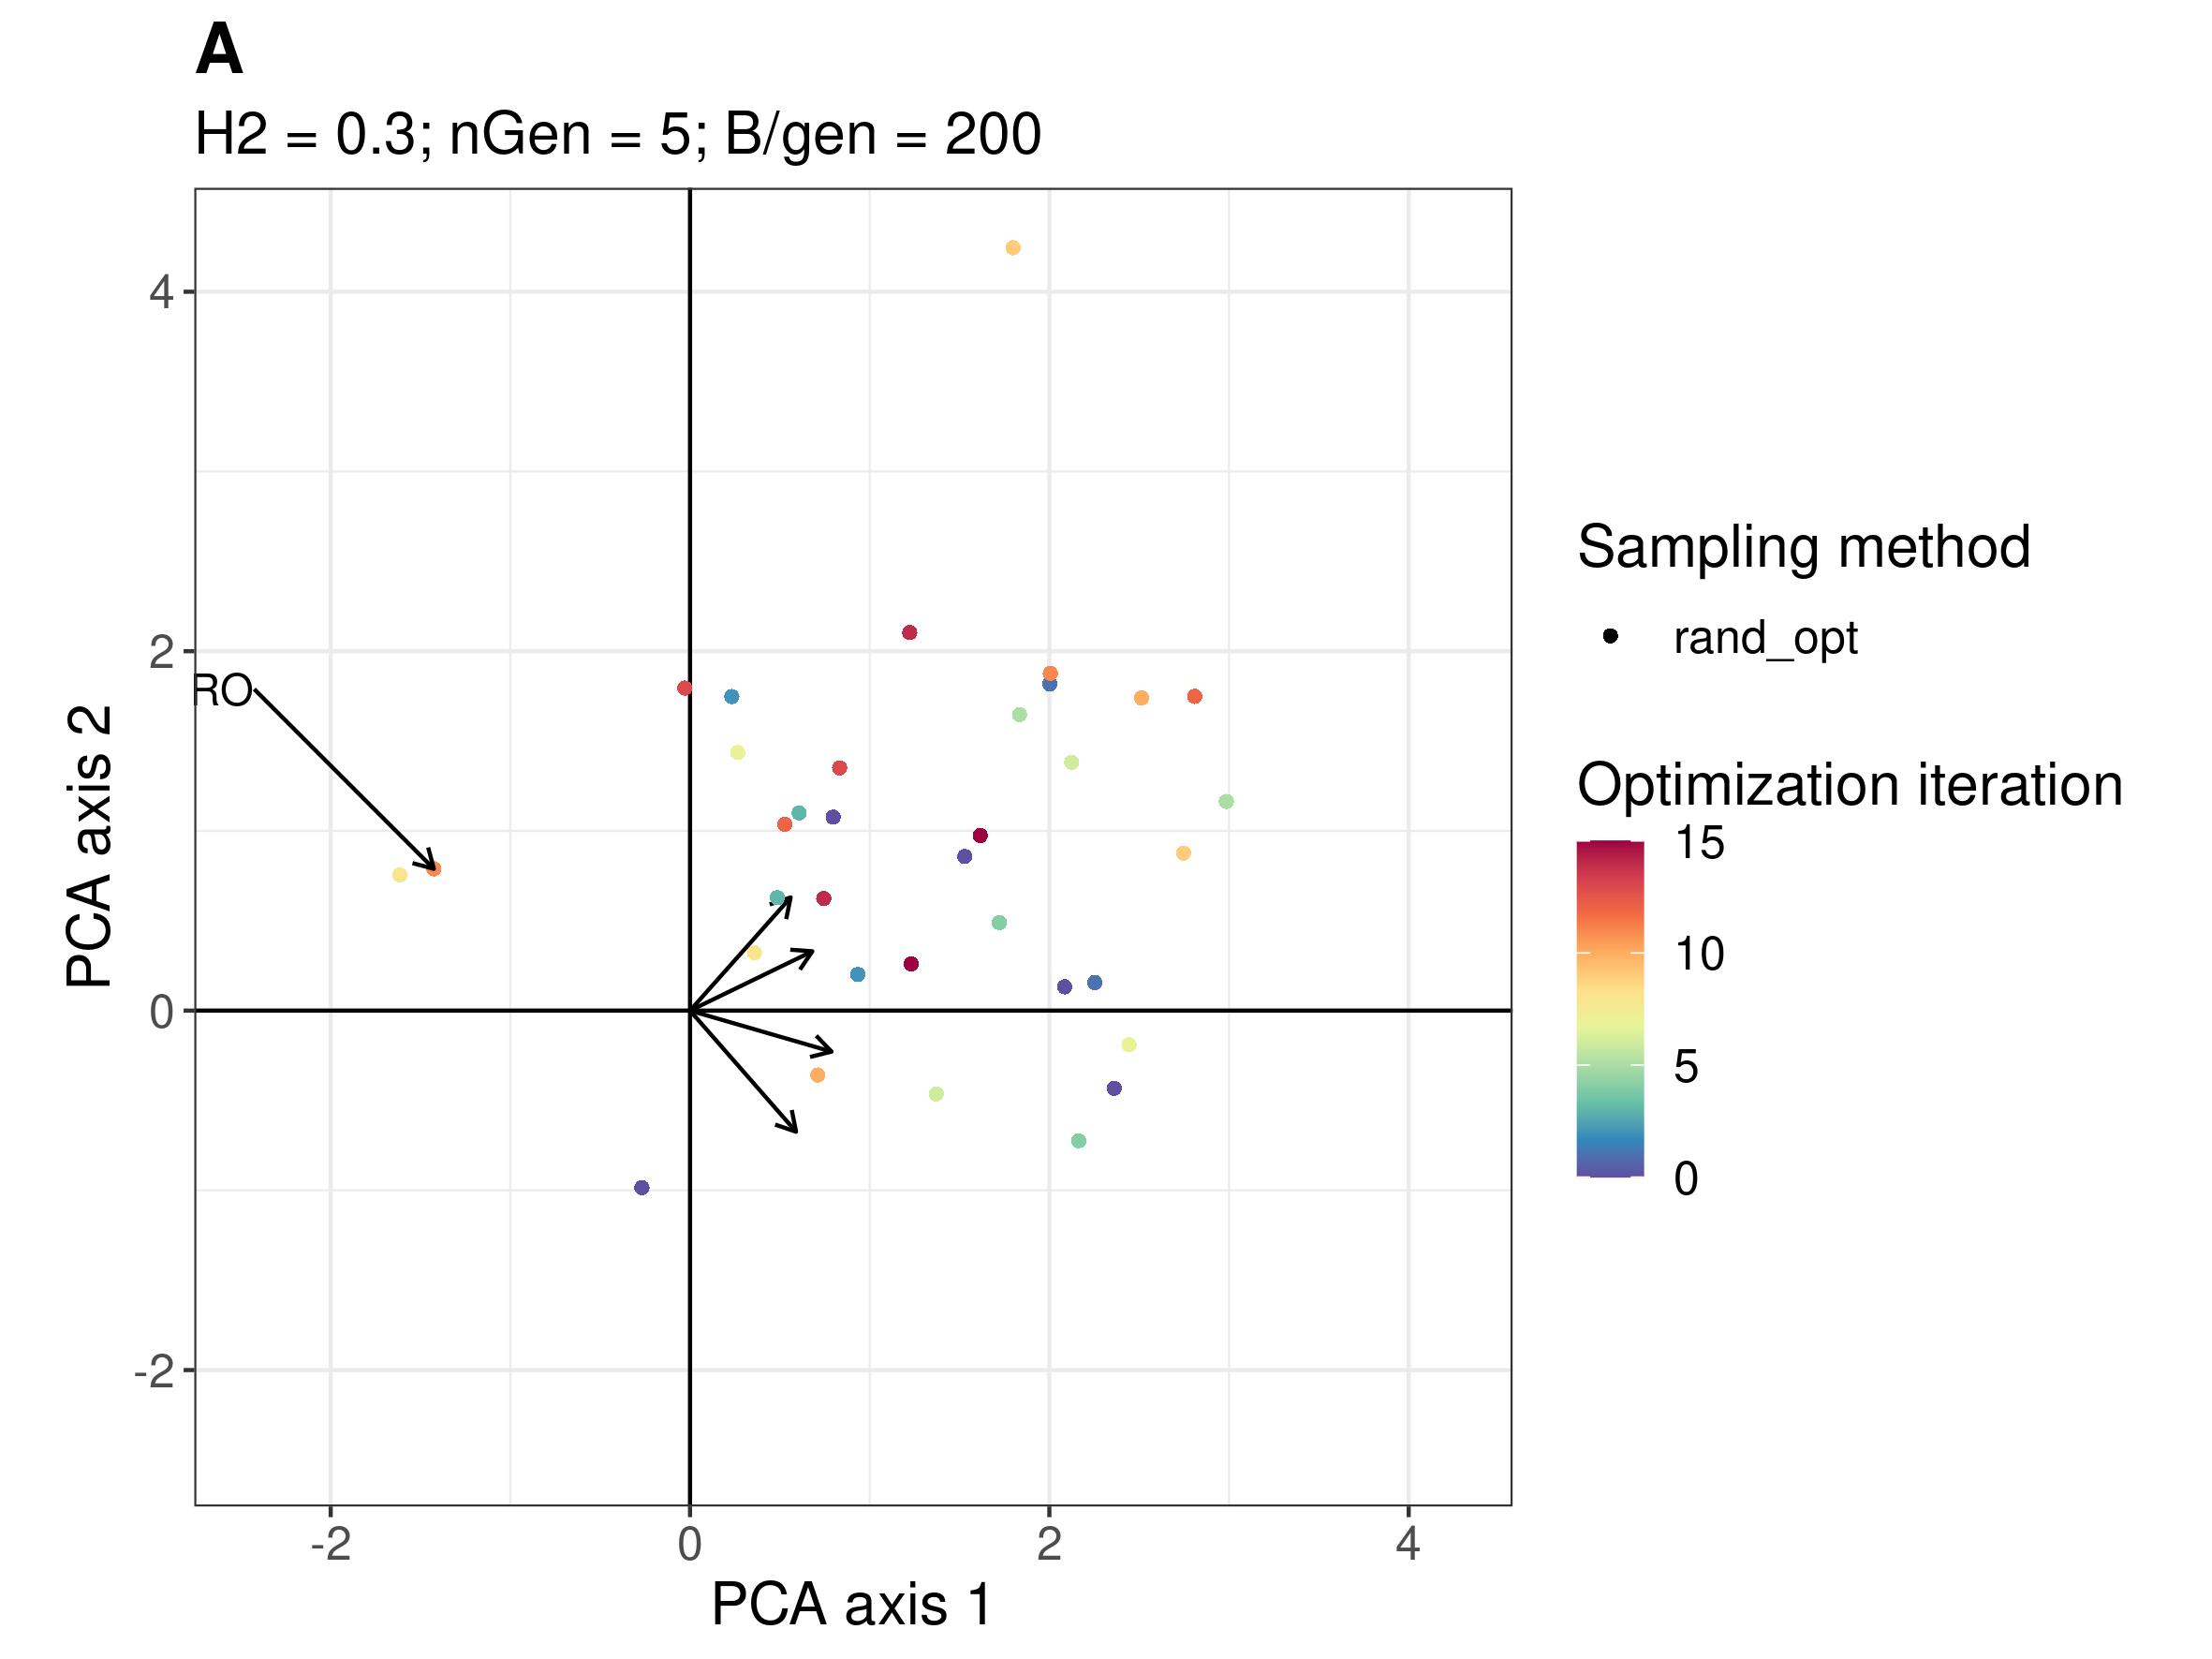 A
H2 = 0.3; nGen = 5; B/gen = 200
4
2
0
-2
PCA axis 2
RO
-2
0
2
4
PCA axis 1
Sampling method
rand_opt
Optimization iteration
15
10
5
0